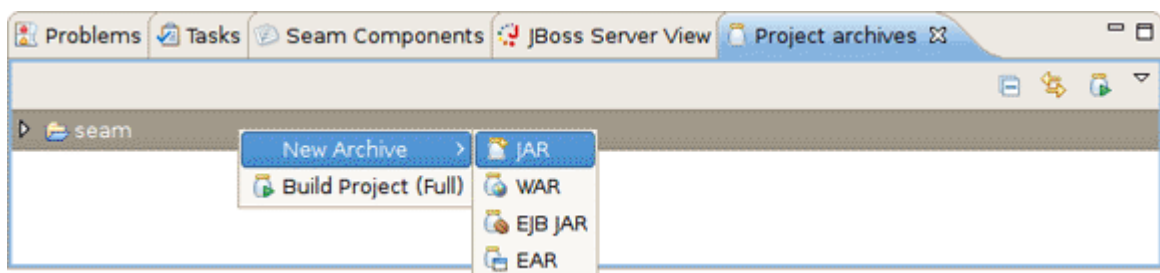 Problems Tasks Seam Components JBoss Server View Project archives
seam
New Archive JAR
Build Project (Full) WAR
EJB JAR
EAR